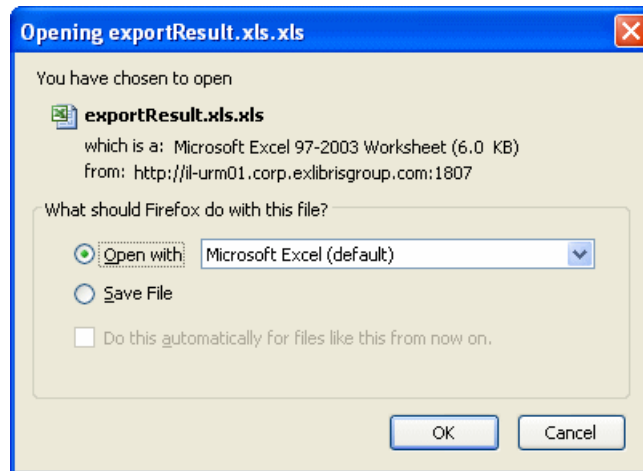 Opening exportResult.xls.xls
You have chosen to open
exportResult.xls.xls
which is a: Microsoft Excel 97-2003 Worksheet (6.0 KB)
from: http://il-urm01.corp.exlibrisgroup.com:1807
What should Firefox do with this file?
Open with Microsoft Excel (default)
Save File
Do this automatically for files like this from now on.
OK Cancel